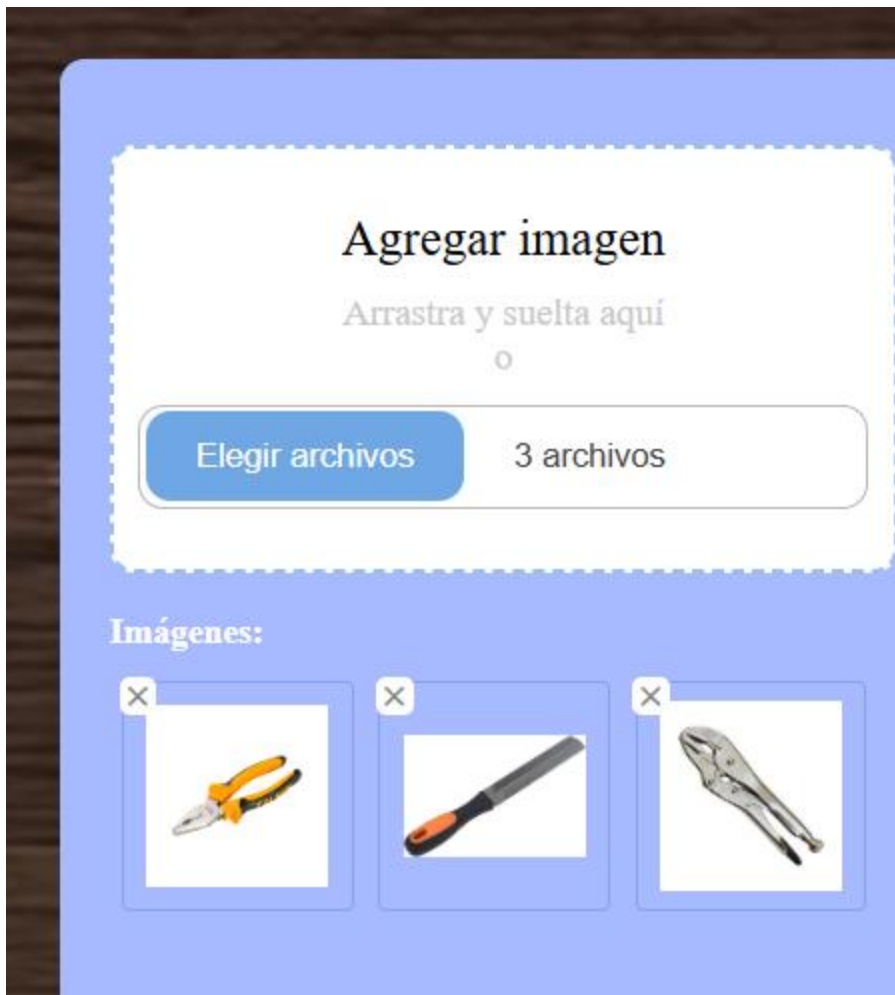 Agregar imagen
Arrastra y suelta aquí
o
Elegir archivos 3 archivos
Imágenes: